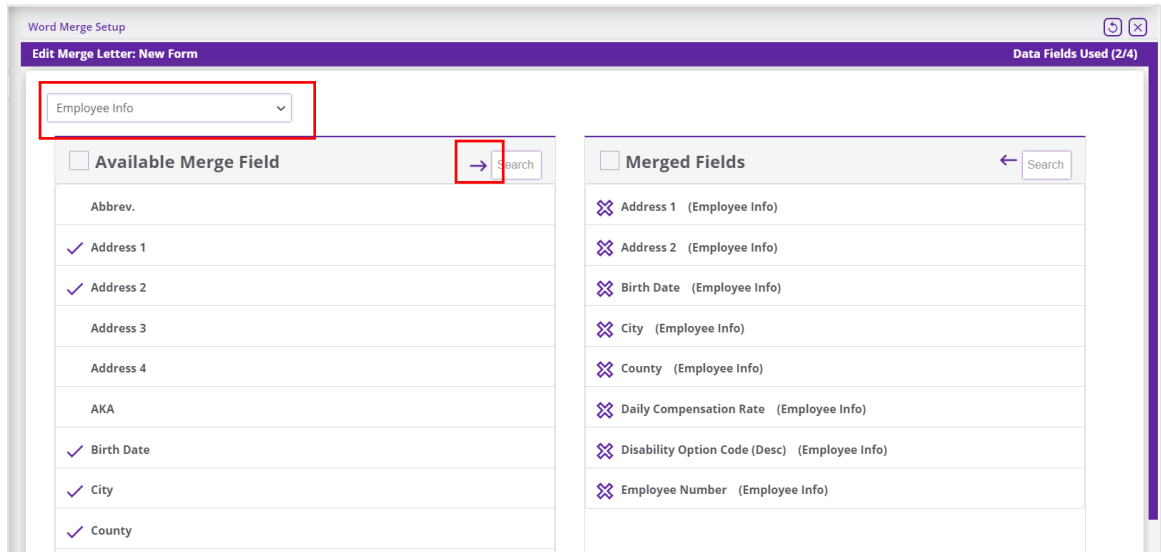 Word Merge Setup
Edit Merge Letter: New Form
Data Fields Used (2/4)
Employee Info
Available Merge Field
Search
Abbrev.
Address 1
Address 2
Address 3
Address 4
AKA
Birth Date
City
County
Merged Fields
Search
Address 1 (Employee Info)
Address 2 (Employee Info)
Birth Date (Employee Info)
City (Employee Info)
County (Employee Info)
Daily Compensation Rate (Employee Info)
Disability Option Code (Desc) (Employee Info)
Employee Number (Employee Info)